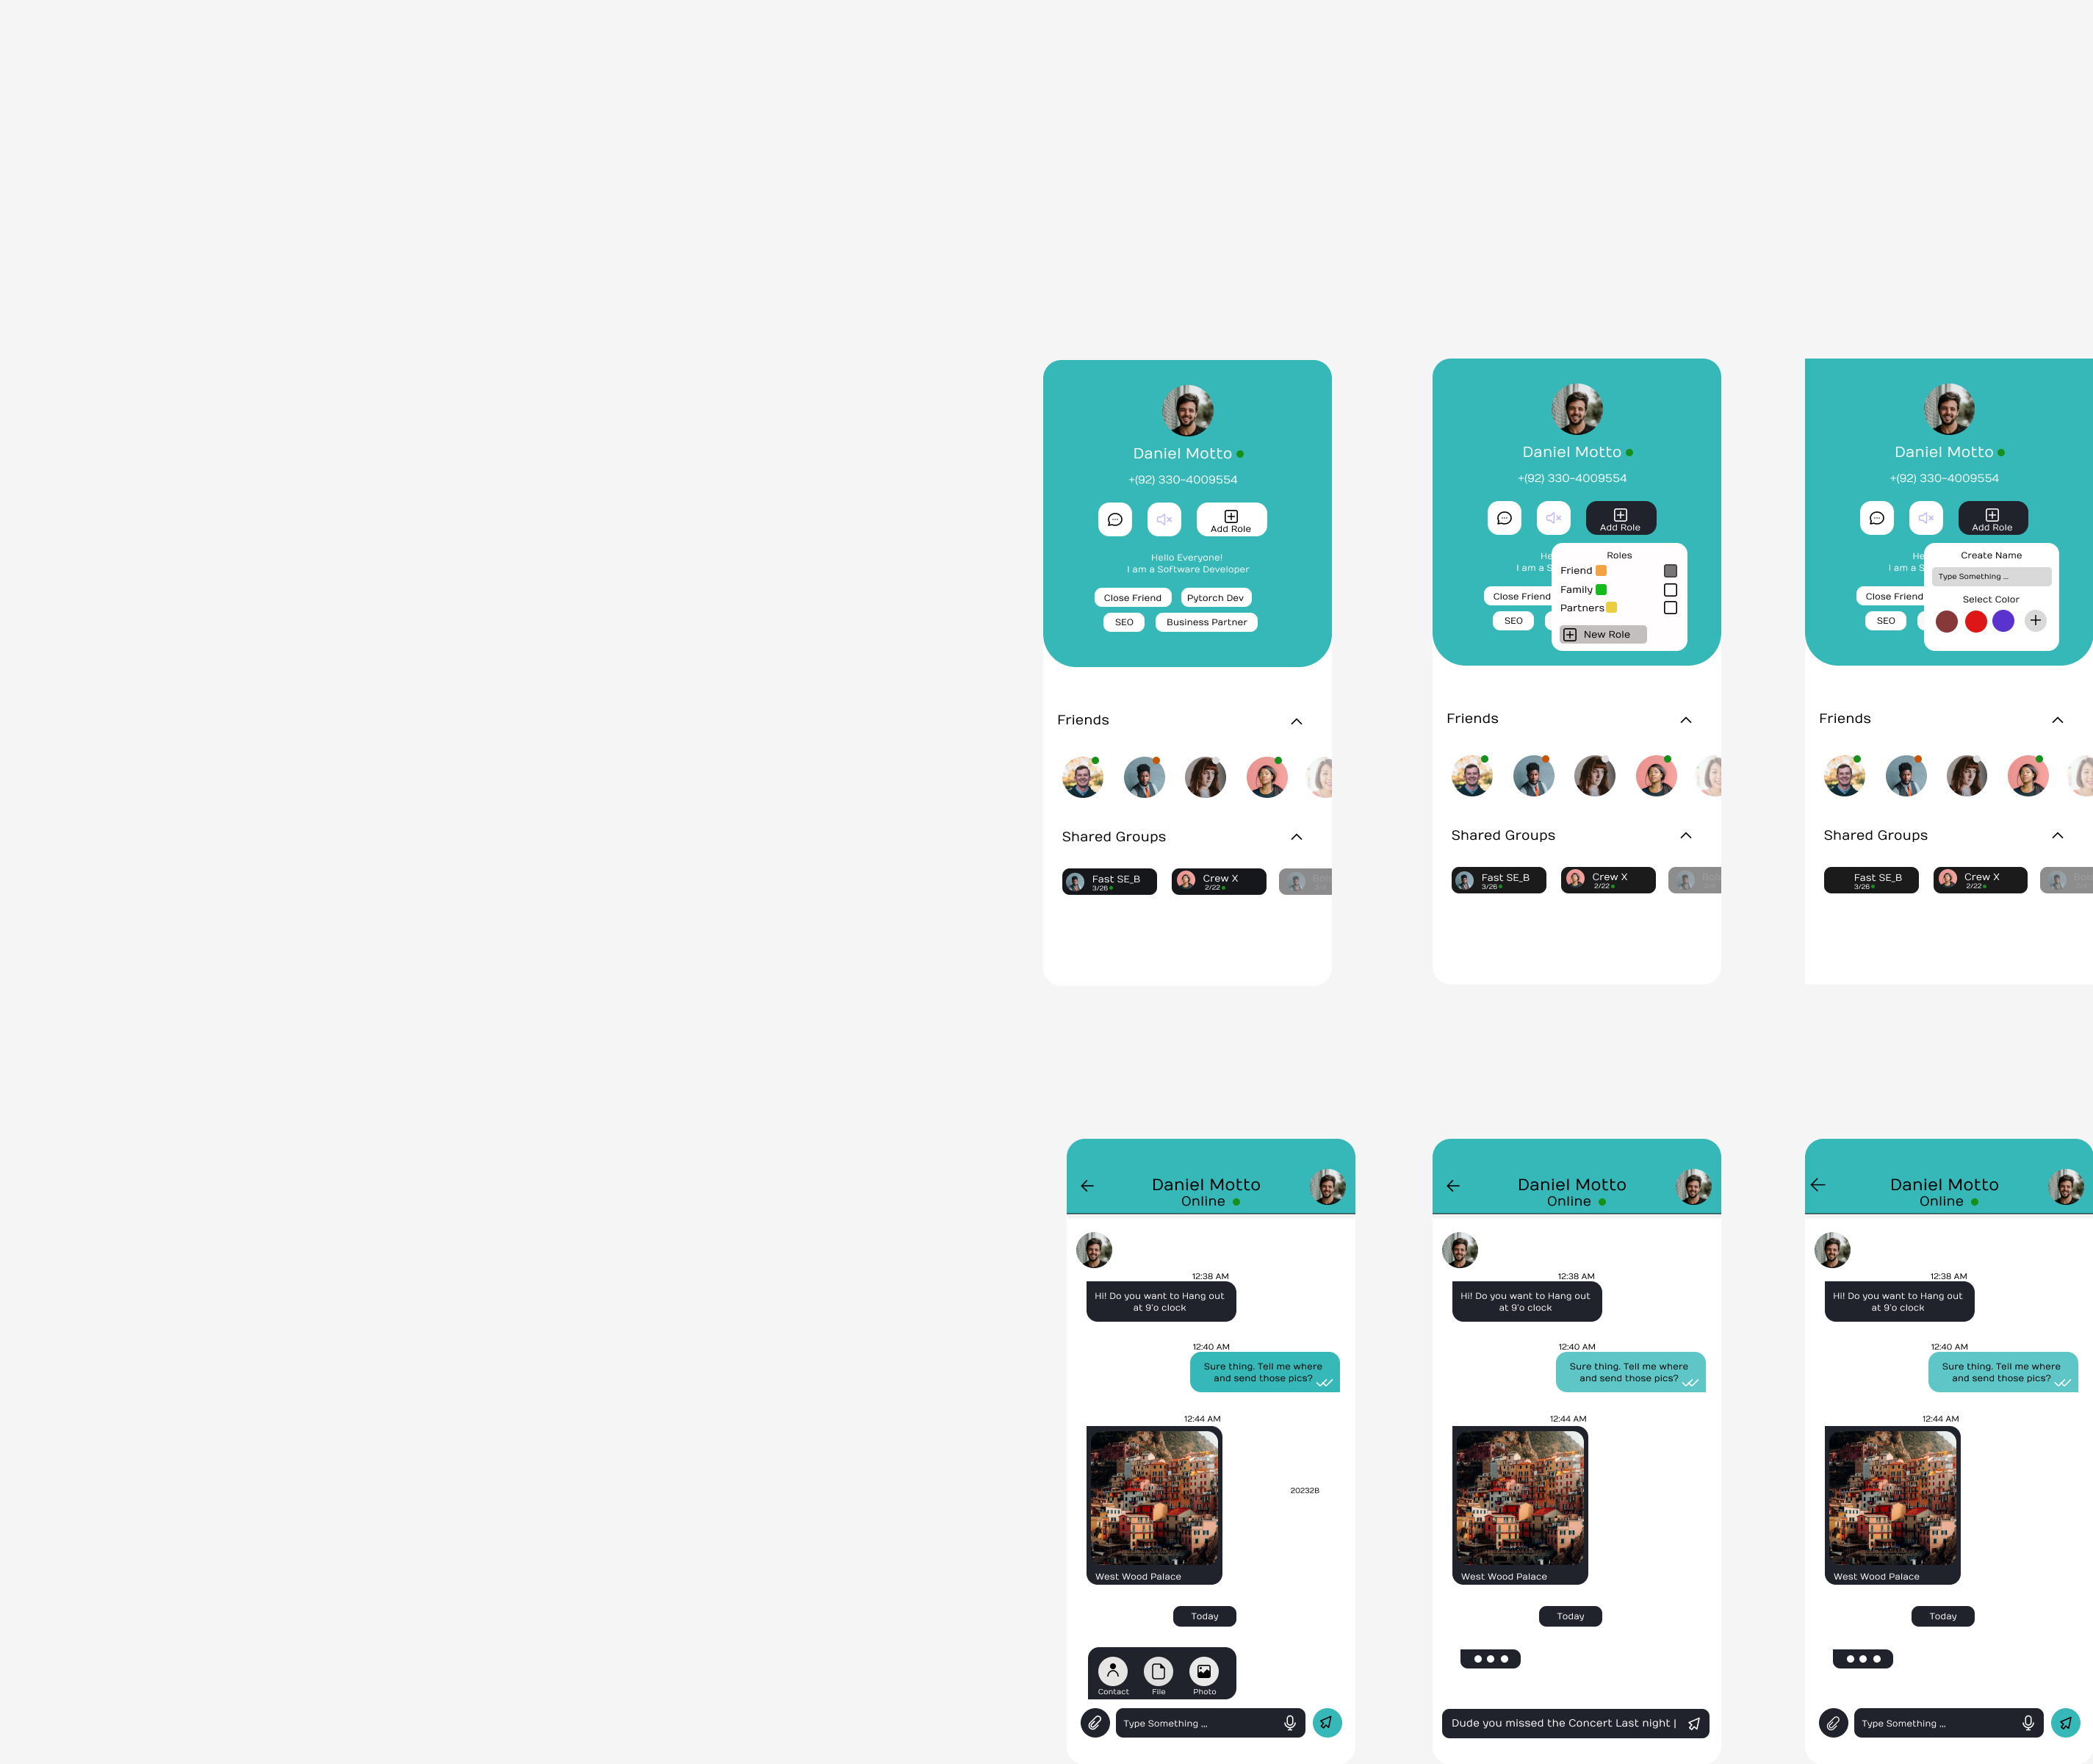 Daniel Motto
+(92) 330-4009554
Add Role
Hello Everyone!
I am a Software Developer
Close Friend
Pytorch Dev
SEO
Business Partner
Friends
Shared Groups
Fast SE_B
3/26
Crew X
2/22
Daniel Motto
+(92) 330-4009554
Add Role
He
I am a S
Close Friend
SEO
Roles
Friend
Family
Partners
New Role
Friends
Shared Groups
Fast SE_B
3/26
Crew X
2/22
Daniel Motto
+(92) 330-4009554
Add Role
He
I am a S
Close Friend
SEO
Create Name
Type Something ...
Select Color
Friends
Shared Groups
Fast SE_B
3/26
Crew X
2/22
Daniel Motto
Online
12:38 AM
Hi! Do you want to Hang out
at 9'o clock
12:40 AM
Sure thing. Tell me where
and send those pics?
12:44 AM
20232B
West Wood Palace
Today
Contact
File
Photo
Type Something ...
Daniel Motto
Online
12:38 AM
Hi! Do you want to Hang out
at 9'o clock
12:40 AM
Sure thing. Tell me where
and send those pics?
12:44 AM
West Wood Palace
Today
Dude you missed the Concert Last night |
Daniel Motto
Online
12:38 AM
Hi! Do you want to Hang out
at 9'o clock
12:40 AM
Sure thing. Tell me where
and send those pics?
12:44 AM
West Wood Palace
Today
Type Something ...